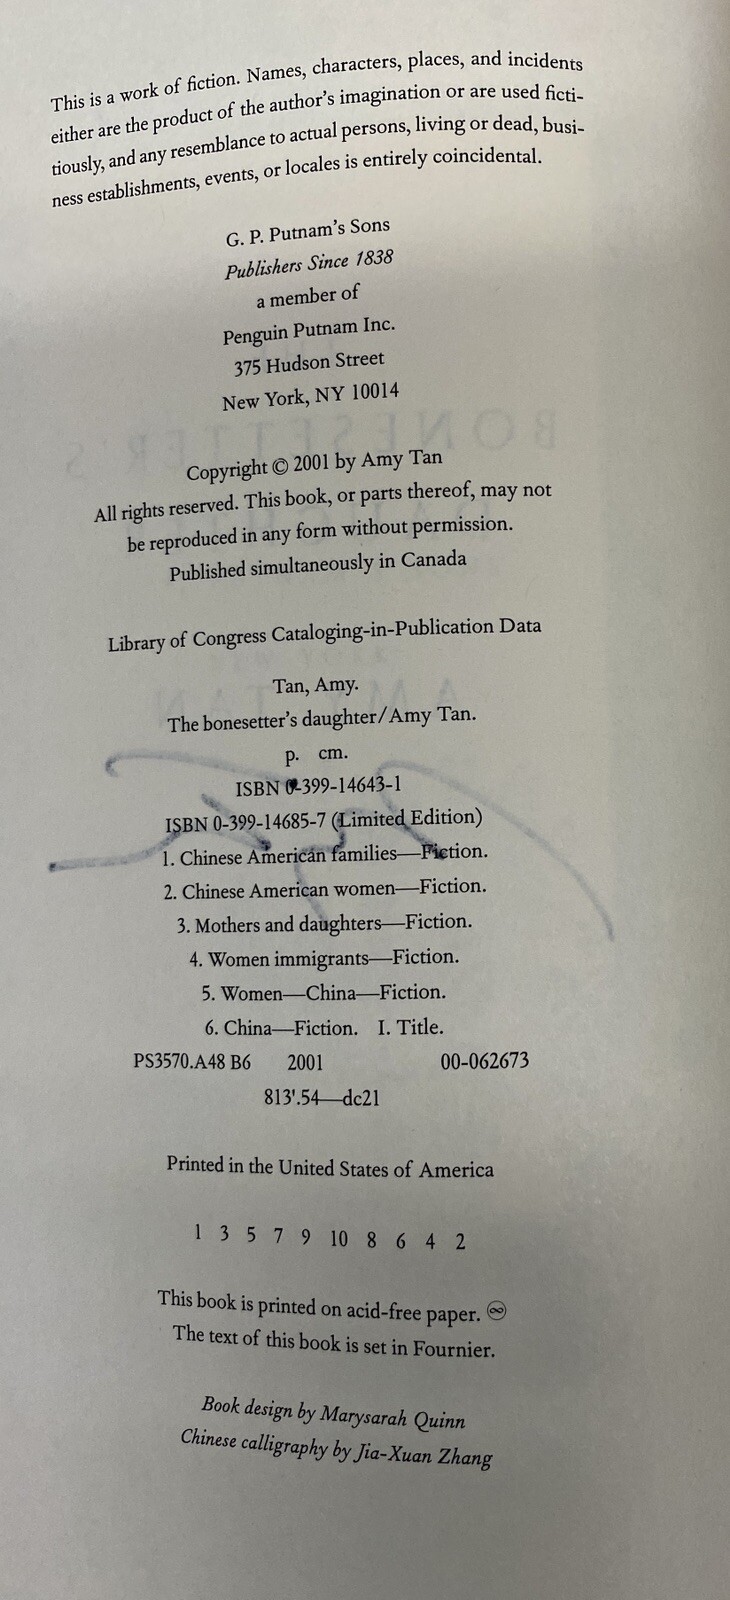 This is a work of fiction. Names, characters, places, and incidents
either are the product of the author's imagination or are used ficti-
tiously, and any resemblance to actual persons, living or dead, busi-
ness establishments, events, or locales is entirely coincidental.
G. P. Putnam's Sons
Publishers Since 1838
a member of
Penguin Putnam Inc.
375 Hudson Street
New York, NY 10014
Copyright © 2001 by Amy Tan
All rights reserved. This book, or parts thereof, may not
be reproduced in any form without permission.
Published simultaneously in Canada
Library of Congress Cataloging-in-Publication Data
Tan, Amy.
The bonesetter's daughter/Amy Tan.
p. cm.
ISBN 0-399-14643-1
ISBN 0-399-14685-7 (Limited Edition)
1. Chinese American families—Fiction.
2. Chinese American women—Fiction.
3. Mothers and daughters—Fiction.
4. Women immigrants—Fiction.
5. Women—China—Fiction.
6. China—Fiction. I. Title.
PS3570.A48 B6 2001 00-062673
813'.54—dc21
Printed in the United States of America
1 3 5 7 9 10 8 6 4 2
This book is printed on acid-free paper. ♾
The text of this book is set in Fournier.
Book design by Marysarah Quinn
Chinese calligraphy by Jia-Xuan Zhang